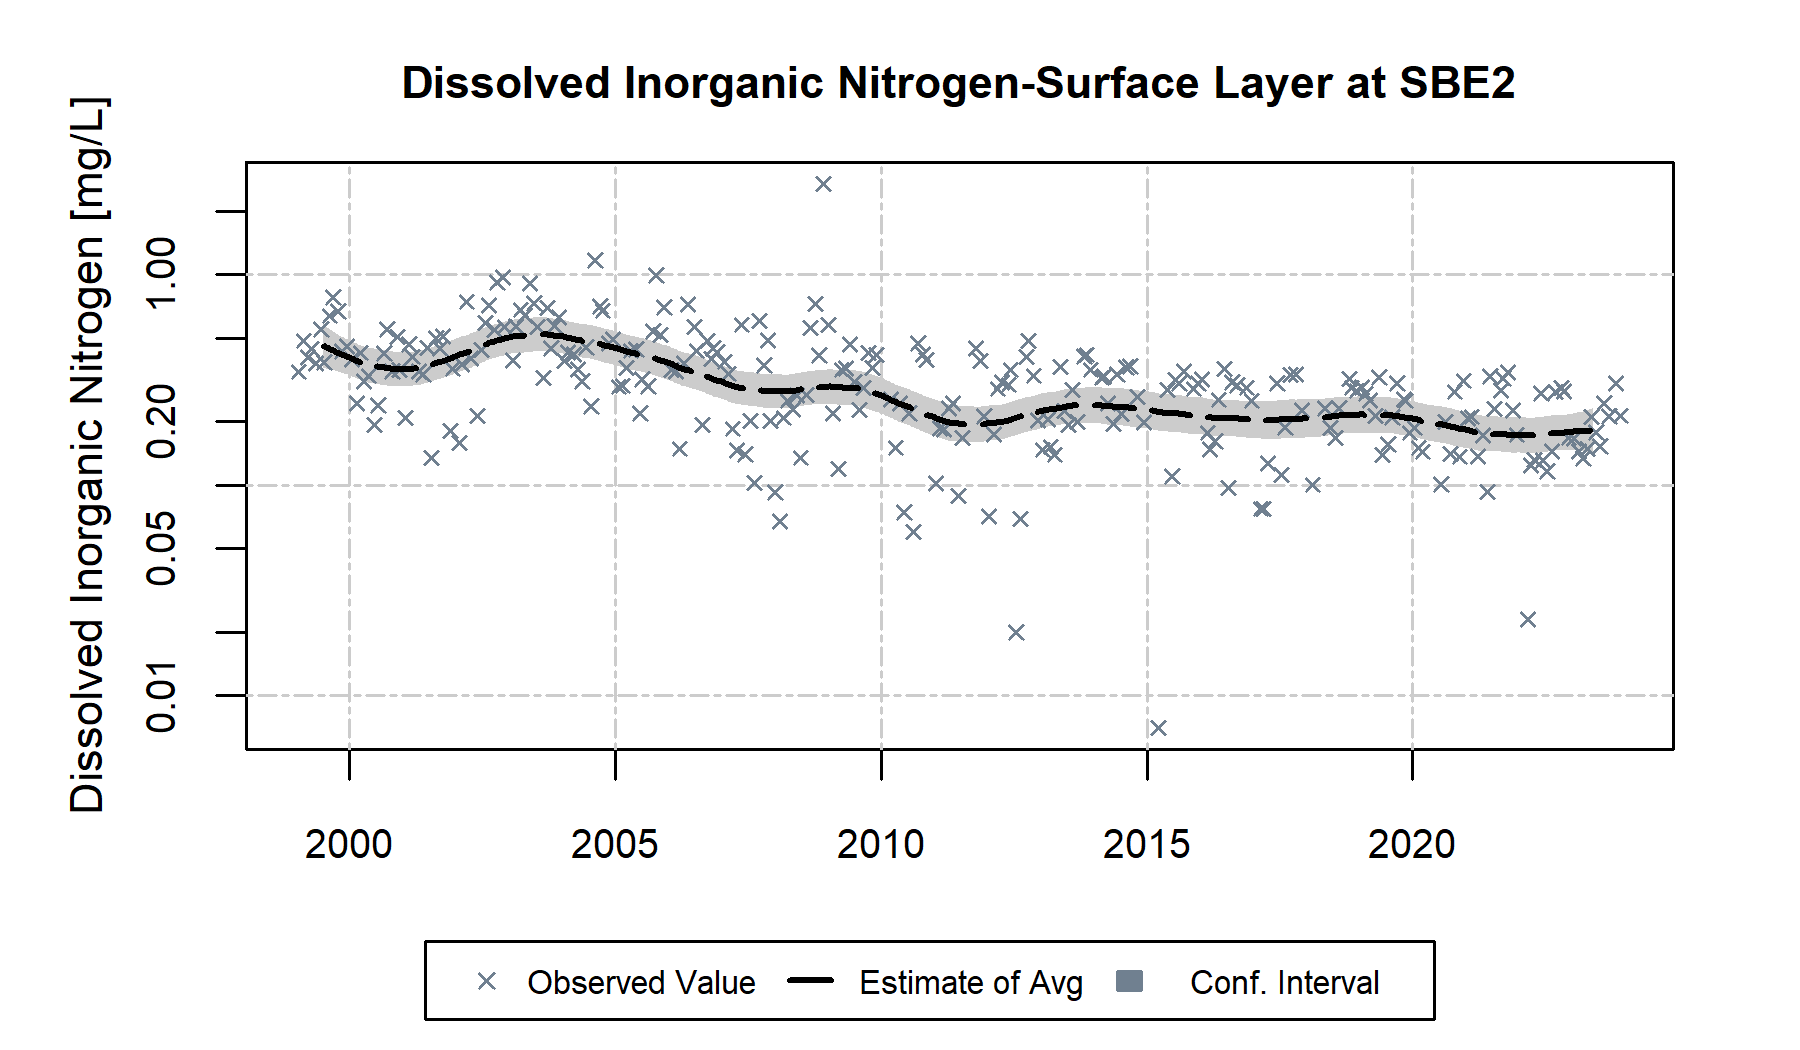 Dissolved Inorganic Nitrogen-Surface Layer at SBE2
Dissolved Inorganic Nitrogen [mg/L]
1.00
0.20
0.05
0.01
2000 2005 2010 2015 2020
Observed Value Estimate of Avg Conf. Interval